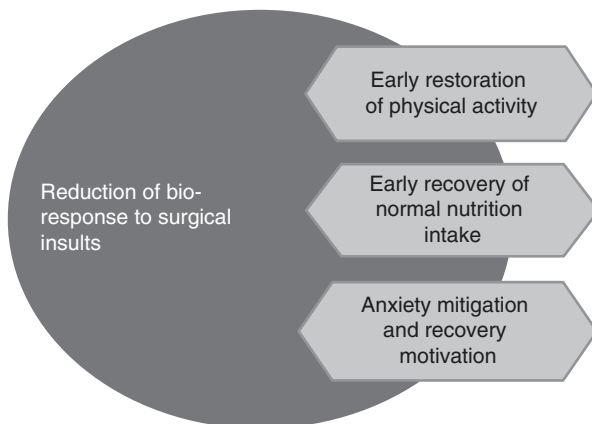 Reduction of bio-
response to surgical
insults
Early restoration
of physical activity
Early recovery of
normal nutrition
intake
Anxiety mitigation
and recovery
motivation